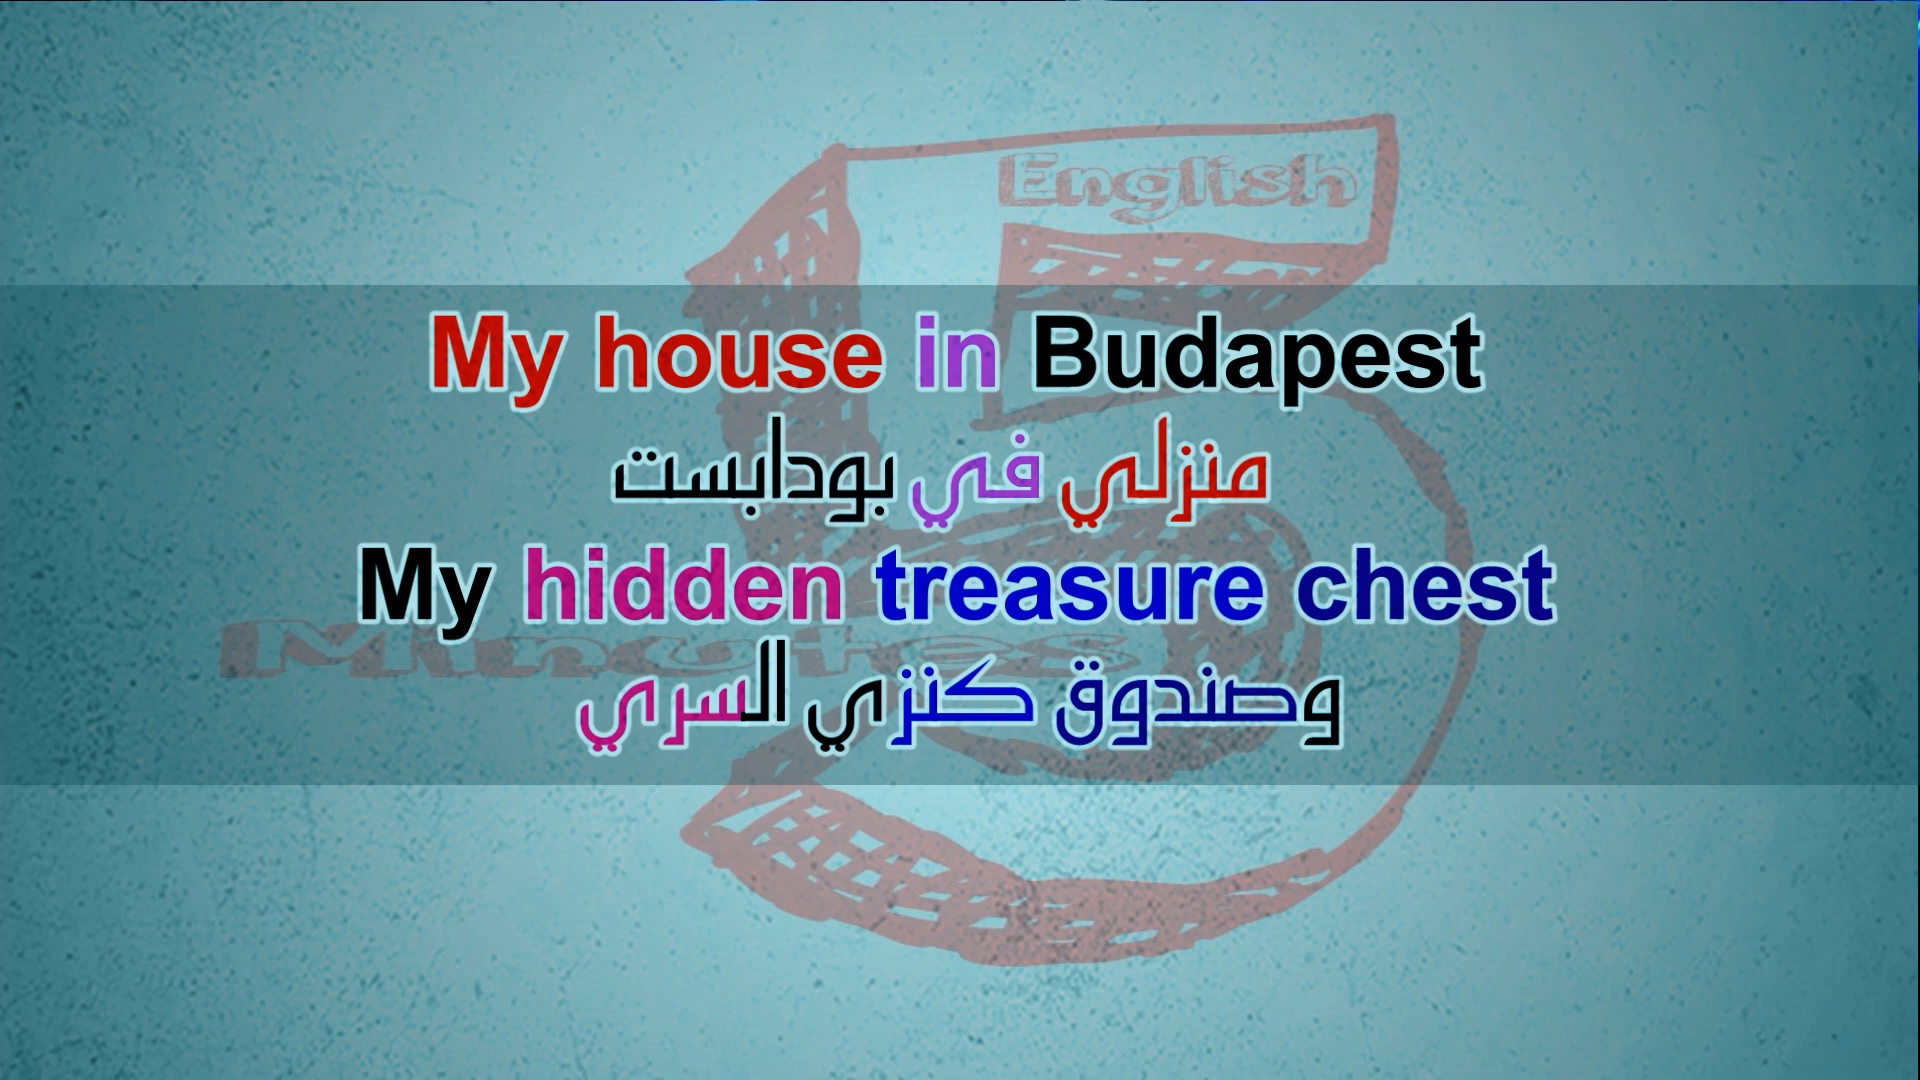 English
My house in Budapest
منزلي في بودابست
My hidden treasure chest
Minutes
وصندوق كنزي السري